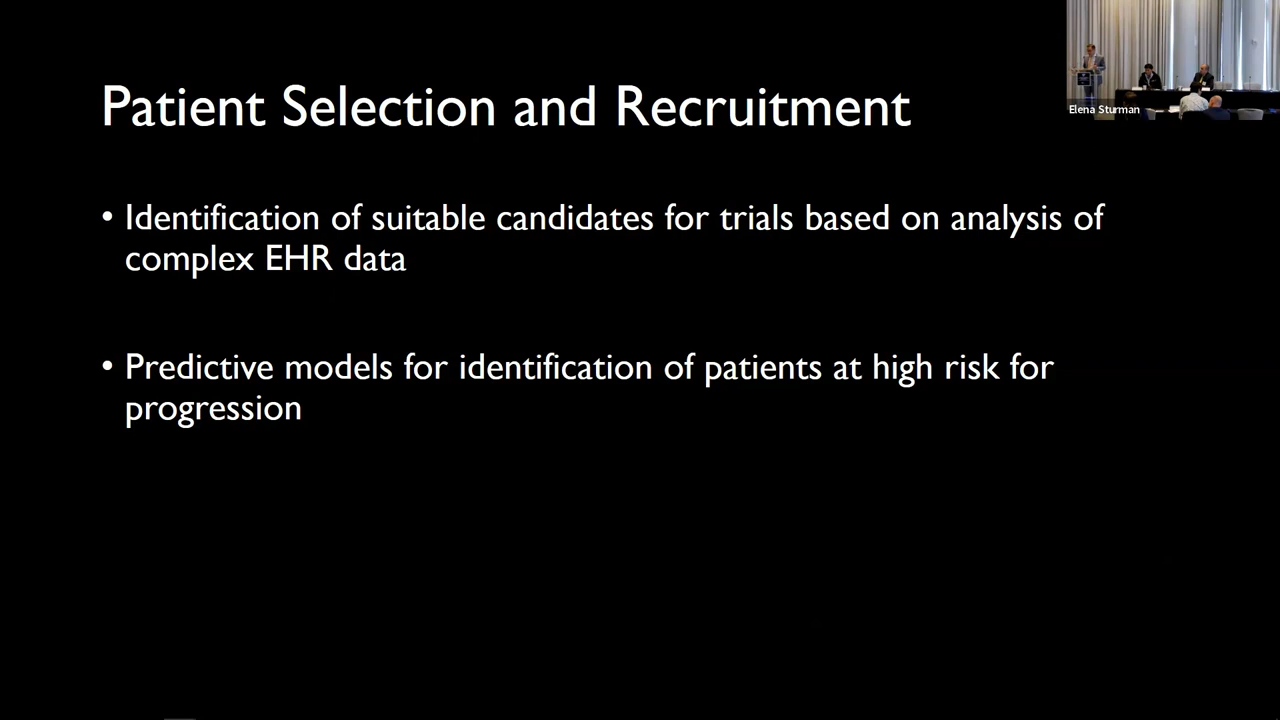 Patient Selection and Recruitment
Elena Sturman
• Identification of suitable candidates for trials based on analysis of
complex EHR data
• Predictive models for identification of patients at high risk for
progression